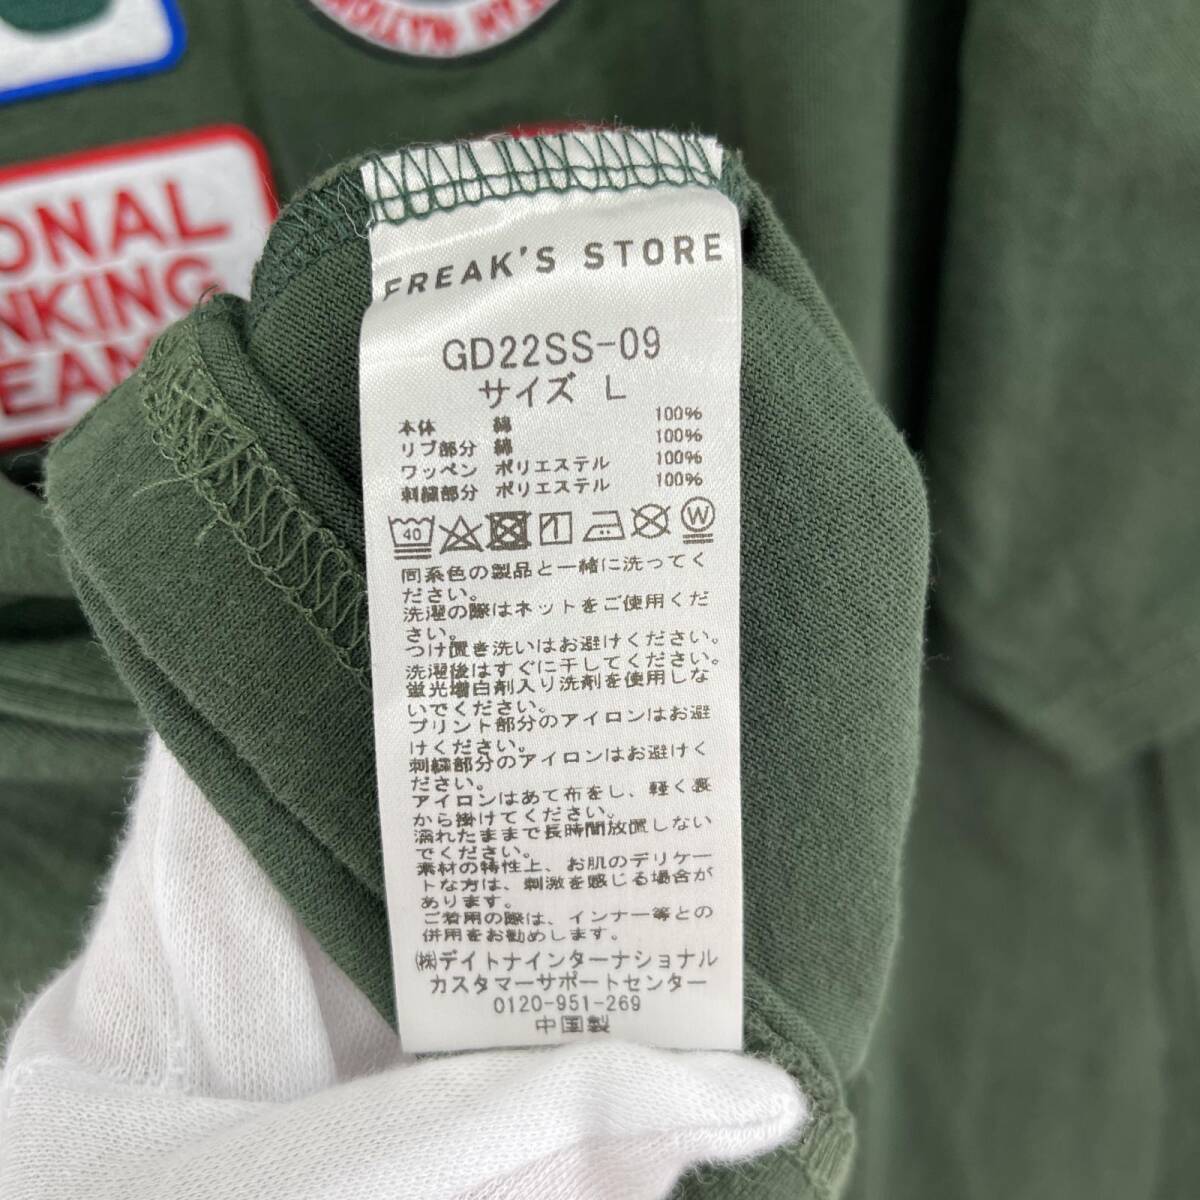 ONAL
NKING
EAM
FREAK'S STORE
GD22SS-09
サイズ L
本体 綿 100%
リブ部分 綿 100%
ワッペン ポリエステル 100%
刺繍部分 ポリエステル 100%
40
W
同系色の製品と一緒に洗ってく
ださい。
洗濯の際はネットをご使用くだ
さい。
つけ置き洗いはお避けください。
洗濯後はすぐに干してください。
蛍光増白剤入り洗剤を使用しな
いでください。
プリント部分のアイロンはお避
けください。
刺繍部分のアイロンはお避けく
ださい。
アイロンはあて布をし、軽く裏
から掛けてください。
濡れたままで長時間放置しない
でください。
素材の特性上、お肌のデリケー
トな方は、刺激を感じる場合が
あります。
ご着用の際は、インナー等との
併用をお勧めします。
㈱デイトナインターナショナル
カスタマーサポートセンター
0120-951-269
中国製